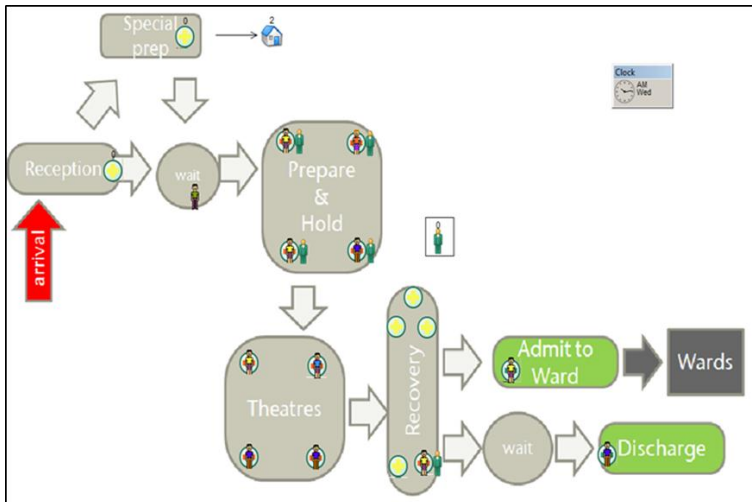 0
Special
prep
2
Clock
AM
Wed
0
Reception
wait
Prepare
&
Hold
arrival
0
Theatres
Recovery
Admit to
Ward
Wards
wait
Discharge